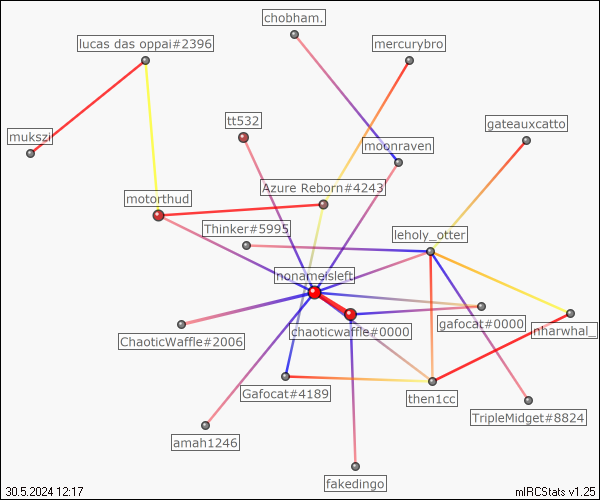 chobham.
lucas das oppai#2396
mercurybro
tt532
gateauxcatto
mukszi
moonraven
Azure Reborn#4243
motorthud
Thinker#5995
leholy_otter
nonameisleft
gafocat#0000
chaoticwaffle#0000
nharwhal_
ChaoticWaffle#2006
Gafocat#4189
then1cc
TripleMidget#8824
amah1246
fakedingo
30.5.2024 12:17
mIRCStats v1.25